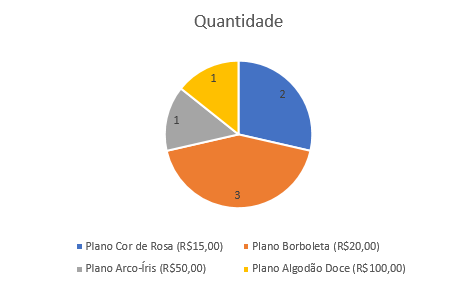 Quantidade
1
2
1
3
Plano Cor de Rosa (R$15,00)
Plano Borboleta (R$20,00)
Plano Arco-Íris (R$50,00)
Plano Algodão Doce (R$100,00)